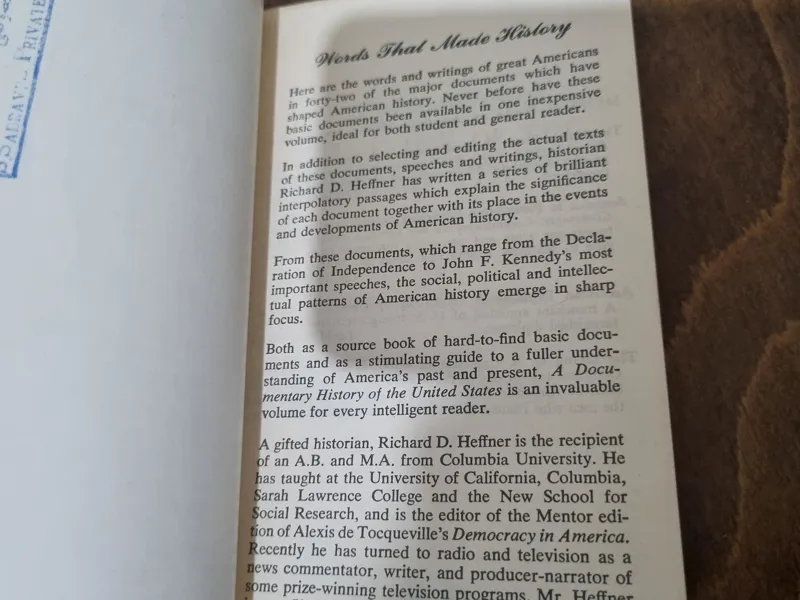 Words That Made History
Here are the words and writings of great Americans
in forty-two of the major documents which have
shaped American history. Never before have these
basic documents been available in one inexpensive
volume, ideal for both student and general reader.
In addition to selecting and editing the actual texts
of these documents, speeches and writings, historian
Richard D. Heffner has written a series of brilliant
interpolatory passages which explain the significance
of each document together with its place in the events
and developments of American history.
From these documents, which range from the Decla-
ration of Independence to John F. Kennedy's most
important speeches, the social, political and intellec-
tual patterns of American history emerge in sharp
focus.
Both as a source book of hard-to-find basic docu-
ments and as a stimulating guide to a fuller under-
standing of America's past and present, A Docu-
mentary History of the United States is an invaluable
volume for every intelligent reader.
A gifted historian, Richard D. Heffner is the recipient
of an A.B. and M.A. from Columbia University. He
has taught at the University of California, Columbia,
Sarah Lawrence College and the New School for
Social Research, and is the editor of the Mentor edi-
tion of Alexis de Tocqueville's Democracy in America.
Recently he has turned to radio and television as a
news commentator, writer, and producer-narrator of
some prize-winning television programs. Mr. Heffner